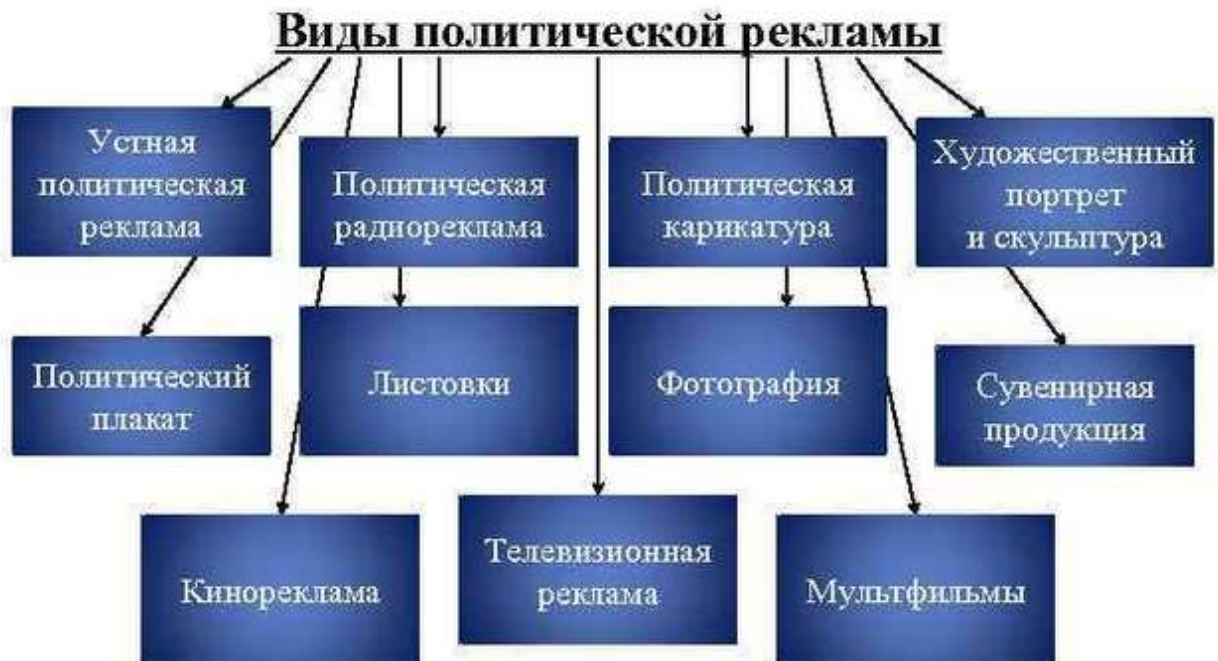 Виды политической рекламы
Устная
политическая
реклама
Политическая
радиореклама
Политическая
карикатура
Художественный
портрет
и скульптура
Политический
плакат
Листовки
Фотография
Сувенирная
продукция
Кинореклама
Телевизионная
реклама
Мультфильмы